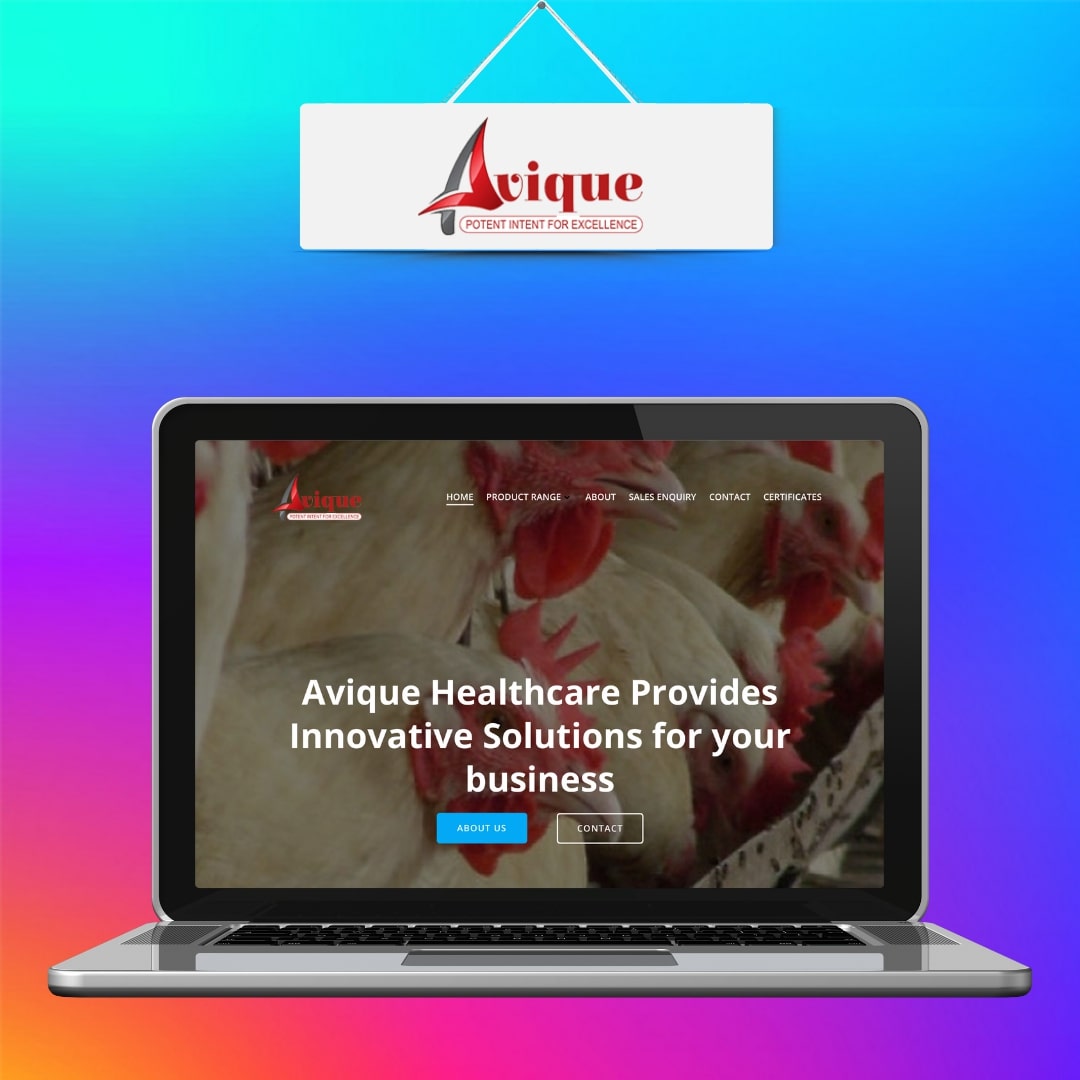 Avique
POTENT INTENT FOR EXCELLENCE
Avique
POTENT INTENT FOR EXCELLENCE
HOME PRODUCT RANGE ABOUT SALES ENQUIRY CONTACT CERTIFICATES
Avique Healthcare Provides
Innovative Solutions for your
business
ABOUT US CONTACT